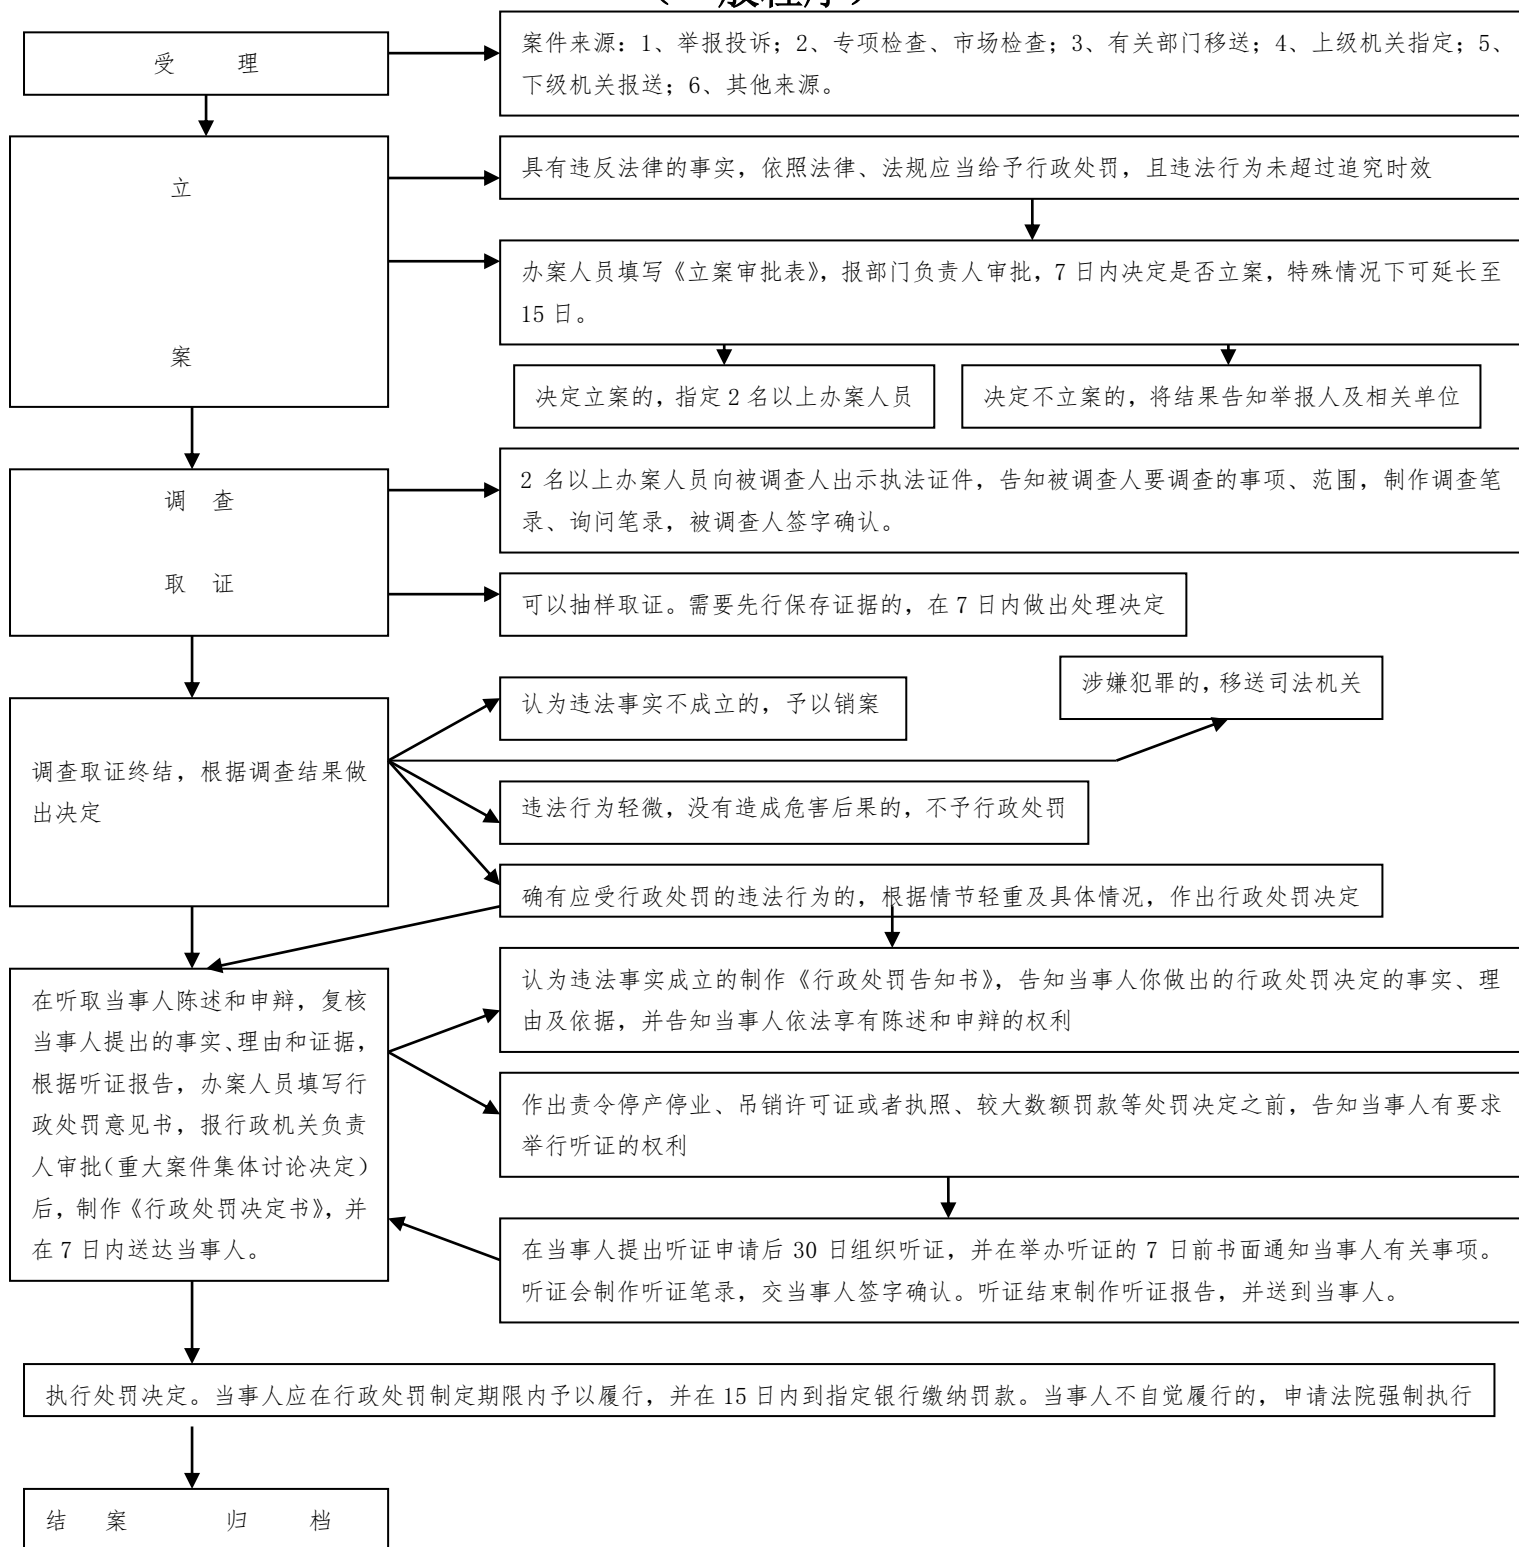 （一般程序）
受 理
案件来源：1、举报投诉；2、专项检查、市场检查；3、有关部门移送；4、上级机关指定；5、
下级机关报送；6、其他来源。
立
案
具有违反法律的事实，依照法律、法规应当给予行政处罚，且违法行为未超过追究时效
办案人员填写《立案审批表》，报部门负责人审批，7 日内决定是否立案，特殊情况下可延长至
15 日。
决定立案的，指定 2 名以上办案人员
决定不立案的，将结果告知举报人及相关单位
调 查
取 证
2 名以上办案人员向被调查人出示执法证件，告知被调查人要调查的事项、范围，制作调查笔
录、询问笔录，被调查人签字确认。
可以抽样取证。需要先行保存证据的，在 7 日内做出处理决定
调查取证终结，根据调查结果做
出决定
认为违法事实不成立的，予以销案
涉嫌犯罪的，移送司法机关
违法行为轻微，没有造成危害后果的，不予行政处罚
确有应受行政处罚的违法行为的，根据情节轻重及具体情况，作出行政处罚决定
在听取当事人陈述和申辩，复核
当事人提出的事实、理由和证据，
根据听证报告，办案人员填写行
政处罚意见书，报行政机关负责
人审批（重大案件集体讨论决定）
后，制作《行政处罚决定书》，并
在 7 日内送达当事人。
认为违法事实成立的制作《行政处罚告知书》，告知当事人你做出的行政处罚决定的事实、理
由及依据，并告知当事人依法享有陈述和申辩的权利
作出责令停产停业、吊销许可证或者执照、较大数额罚款等处罚决定之前，告知当事人有要求
举行听证的权利
在当事人提出听证申请后 30 日组织听证，并在举办听证的 7 日前书面通知当事人有关事项。
听证会制作听证笔录，交当事人签字确认。听证结束制作听证报告，并送到当事人。
执行处罚决定。当事人应在行政处罚制定期限内予以履行，并在 15 日内到指定银行缴纳罚款。当事人不自觉履行的，申请法院强制执行
结 案 归 档